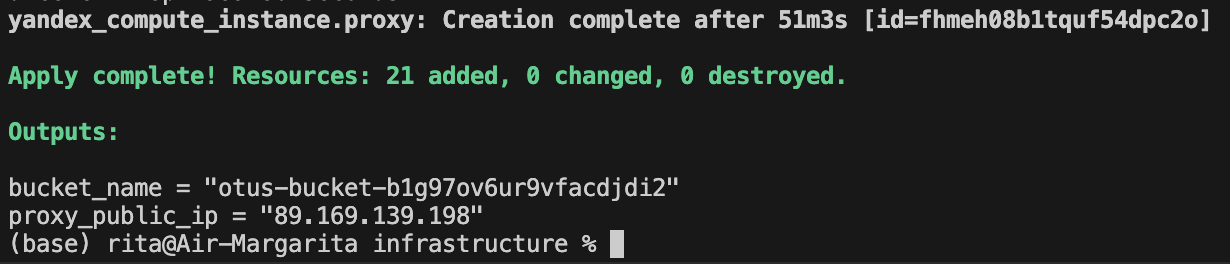 yandex_compute_instance.proxy: Creation complete after 51m3s [id=fhmeh08b1tquf54dpc2o]
Apply complete! Resources: 21 added, 0 changed, 0 destroyed.
Outputs:
bucket_name = "otus-bucket-b1g97ov6ur9vfacdjdi2"
proxy_public_ip = "89.169.139.198"
(base) rita@Air-Margarita infrastructure %